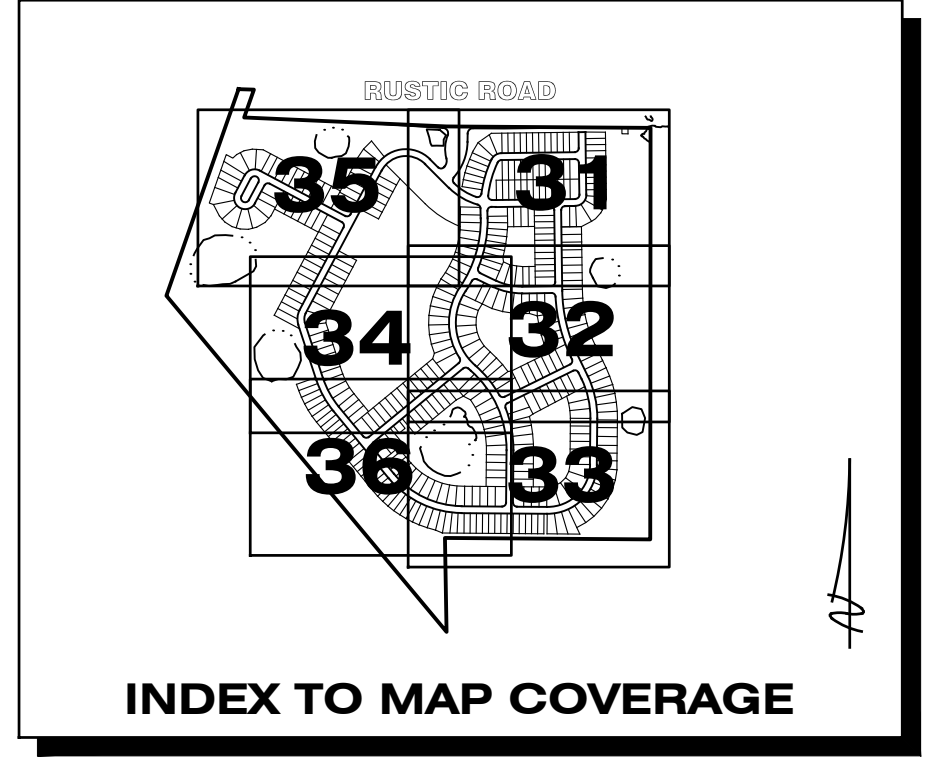 RUSTIC ROAD
35 31
34 32
36 33
N
INDEX TO MAP COVERAGE